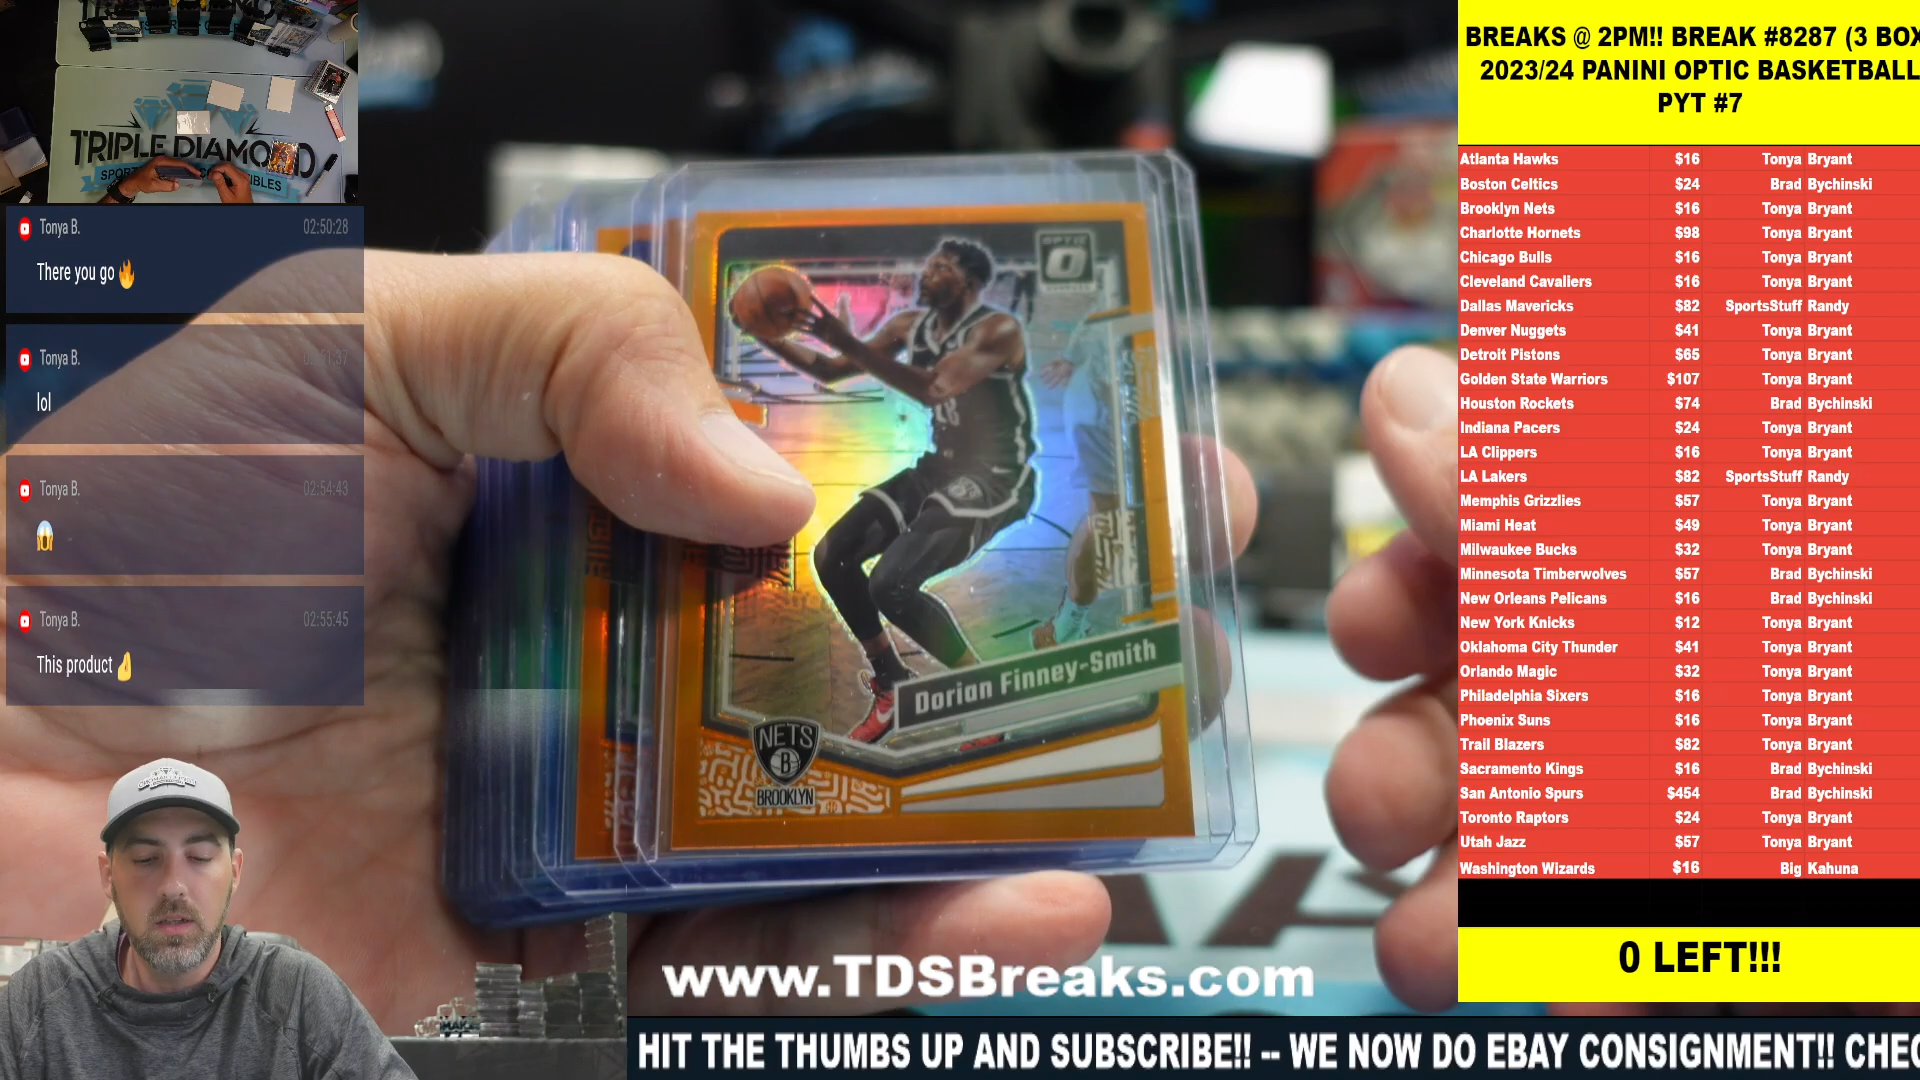 BREAKS @ 2PM!! BREAK #8287 (3 BOX
2023/24 PANINI OPTIC BASKETBALL
PYT #7
Atlanta Hawks $16 Tonya Bryant
Boston Celtics $24 Brad Bychinski
Brooklyn Nets $16 Tonya Bryant
Charlotte Hornets $98 Tonya Bryant
Chicago Bulls $16 Tonya Bryant
Cleveland Cavaliers $16 Tonya Bryant
Dallas Mavericks $82 SportsStuff Randy
Denver Nuggets $41 Tonya Bryant
Detroit Pistons $65 Tonya Bryant
Golden State Warriors $107 Tonya Bryant
Houston Rockets $74 Brad Bychinski
Indiana Pacers $24 Tonya Bryant
LA Clippers $16 Tonya Bryant
LA Lakers $82 SportsStuff Randy
Memphis Grizzlies $57 Tonya Bryant
Miami Heat $49 Tonya Bryant
Milwaukee Bucks $32 Tonya Bryant
Minnesota Timberwolves $57 Brad Bychinski
New Orleans Pelicans $16 Brad Bychinski
New York Knicks $12 Tonya Bryant
Oklahoma City Thunder $41 Tonya Bryant
Orlando Magic $32 Tonya Bryant
Philadelphia Sixers $16 Tonya Bryant
Phoenix Suns $16 Tonya Bryant
Trail Blazers $82 Tonya Bryant
Sacramento Kings $16 Brad Bychinski
San Antonio Spurs $454 Brad Bychinski
Toronto Raptors $24 Tonya Bryant
Utah Jazz $57 Tonya Bryant
Washington Wizards $16 Big Kahuna
0 LEFT!!!
TRIPLE DIAMOND
Tonya B. 02:50:28
There you go🔥
Tonya B. 02:51:37
lol
Tonya B. 02:54:43
😱
Tonya B. 02:55:45
This product🤌
OPTIC
Dorian Finney-Smith
NETS
B
BROOKLYN
www.TDSBreaks.com
HIT THE THUMBS UP AND SUBSCRIBE!! -- WE NOW DO EBAY CONSIGNMENT!! CHEC